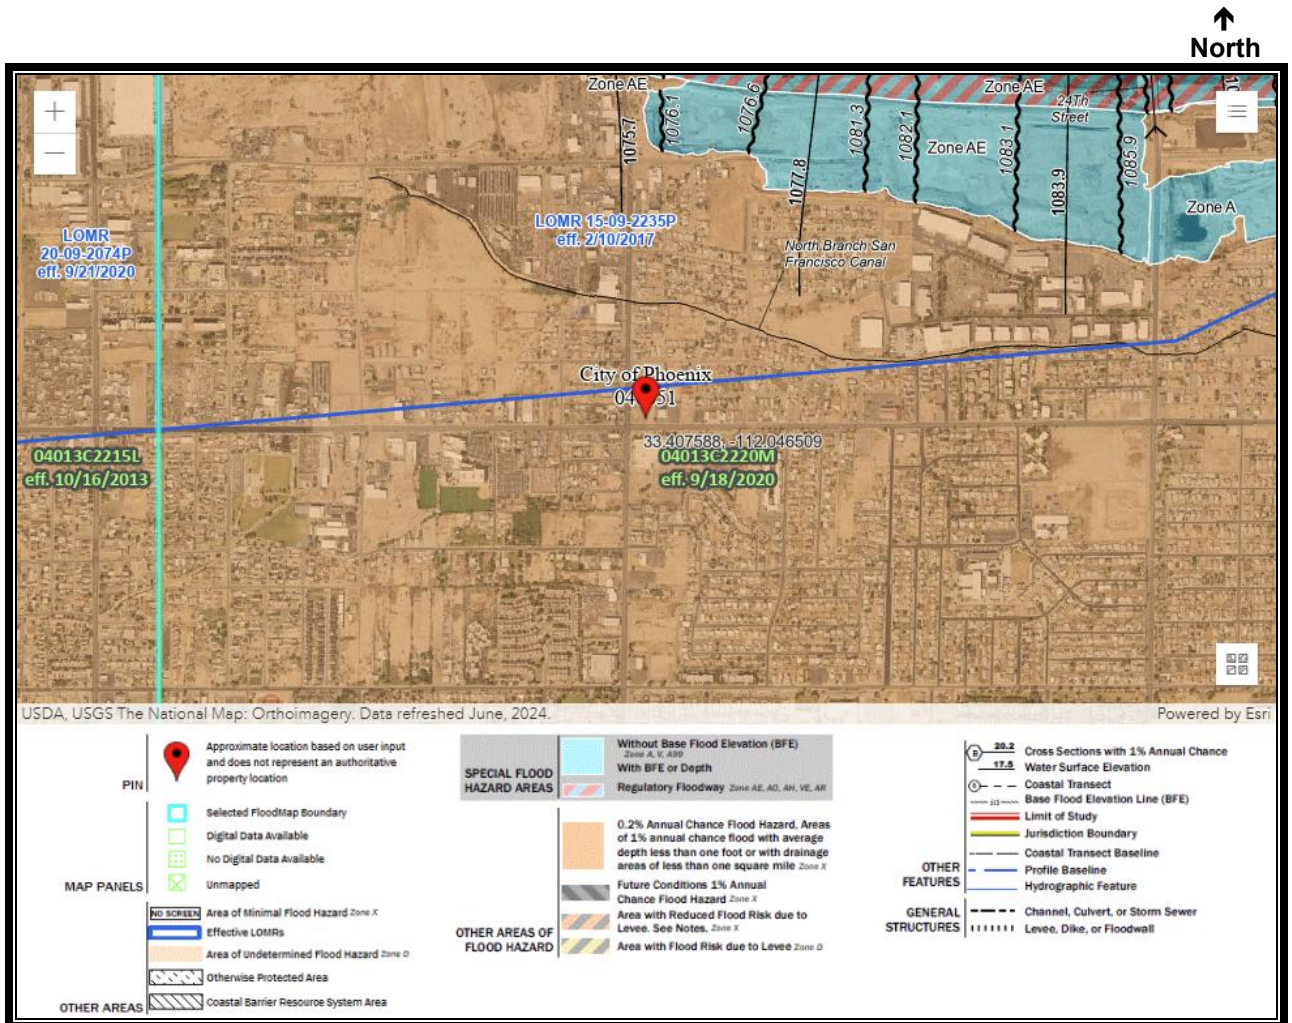 North
Zone AE
Zone AE
24Th
Street
1075.7
1076.1
1076.6
1077.8
1081.3
1082.1
Zone AE
1083.1
1083.9
1085.9
Zone A
LOMR
20-09-2074P
eff. 9/21/2020
LOMR 15-09-2235P
eff. 2/10/2017
North Branch San
Francisco Canal
City of Phoenix
33.407588, -112.046509
04013C2215L
eff. 10/16/2013
04013C2220M
eff. 9/18/2020
USDA, USGS The National Map: Orthoimagery. Data refreshed June, 2024.
Powered by Esri
PIN
Approximate location based on user input
and does not represent an authoritative
property location
MAP PANELS
Selected FloodMap Boundary
Digital Data Available
No Digital Data Available
Unmapped
OTHER AREAS
NO SCREEN Area of Minimal Flood Hazard Zone X
Effective LOMRs
Area of Undetermined Flood Hazard Zone D
Otherwise Protected Area
Coastal Barrier Resource System Area
SPECIAL FLOOD
HAZARD AREAS
Without Base Flood Elevation (BFE)
Zone A, V, A99
With BFE or Depth
Regulatory Floodway Zone AE, AO, AH, VE, AR
OTHER AREAS OF
FLOOD HAZARD
0.2% Annual Chance Flood Hazard, Areas
of 1% annual chance flood with average
depth less than one foot or with drainage
areas of less than one square mile Zone X
Future Conditions 1% Annual
Chance Flood Hazard Zone X
Area with Reduced Flood Risk due to
Levee. See Notes. Zone X
Area with Flood Risk due to Levee Zone D
OTHER
FEATURES
20.2 Cross Sections with 1% Annual Chance
17.5 Water Surface Elevation
Coastal Transect
Base Flood Elevation Line (BFE)
Limit of Study
Jurisdiction Boundary
Coastal Transect Baseline
Profile Baseline
Hydrographic Feature
GENERAL
STRUCTURES
Channel, Culvert, or Storm Sewer
Levee, Dike, or Floodwall